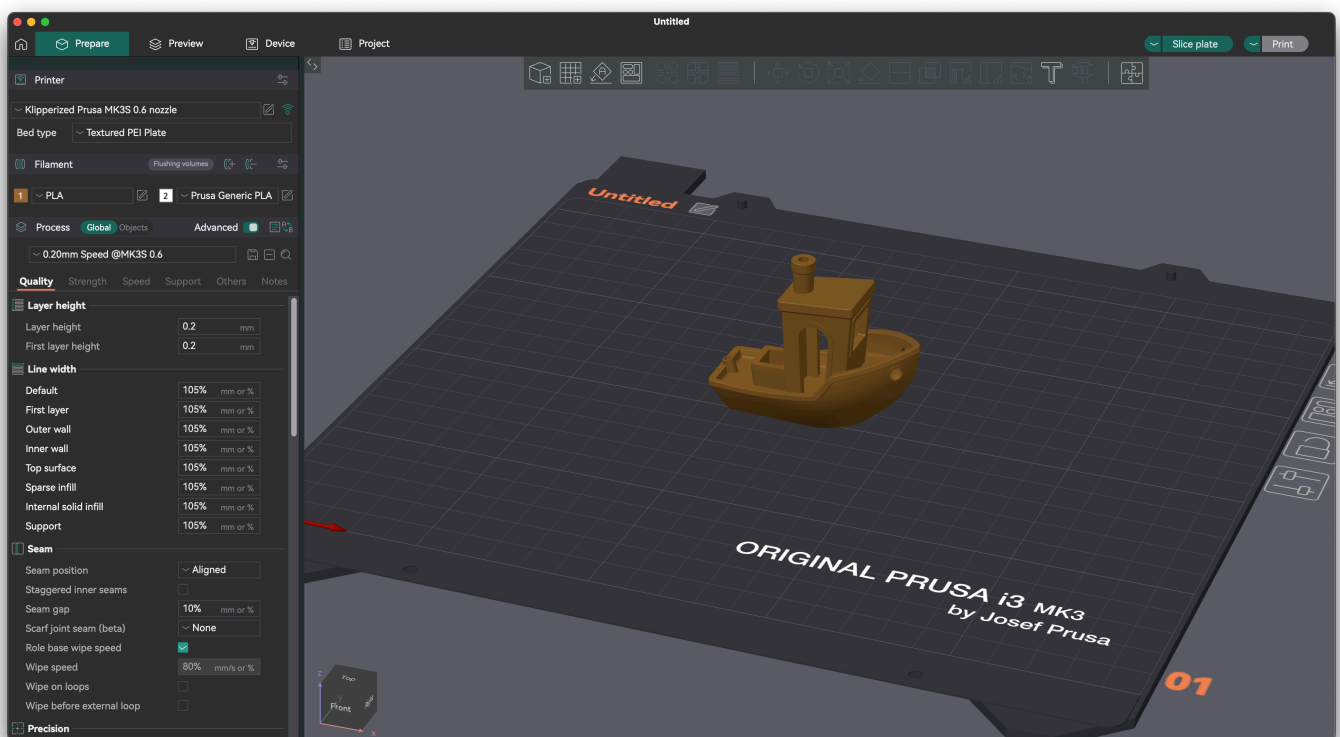 Untitled
Prepare
Preview
Device
Project
Slice plate
Print
Printer
Klipperized Prusa MK3S 0.6 nozzle
Bed type
Textured PEI Plate
Filament
Flushing volumes
1
PLA
2
Prusa Generic PLA
Process
Global
Objects
Advanced
0.20mm Speed @MK3S 0.6
Quality
Strength
Speed
Support
Others
Notes
Layer height
Layer height 0.2 mm
First layer height 0.2 mm
Line width
Default 105% mm or %
First layer 105% mm or %
Outer wall 105% mm or %
Inner wall 105% mm or %
Top surface 105% mm or %
Sparse infill 105% mm or %
Internal solid infill 105% mm or %
Support 105% mm or %
Seam
Seam position Aligned
Staggered inner seams
Seam gap 10% mm or %
Scarf joint seam (beta) None
Role base wipe speed
Wipe speed 80% mm/s or %
Wipe on loops
Wipe before external loop
Precision
Untitled
ORIGINAL PRUSA i3 MK3
by Josef Prusa
01
Top
Front
Z
Y
X